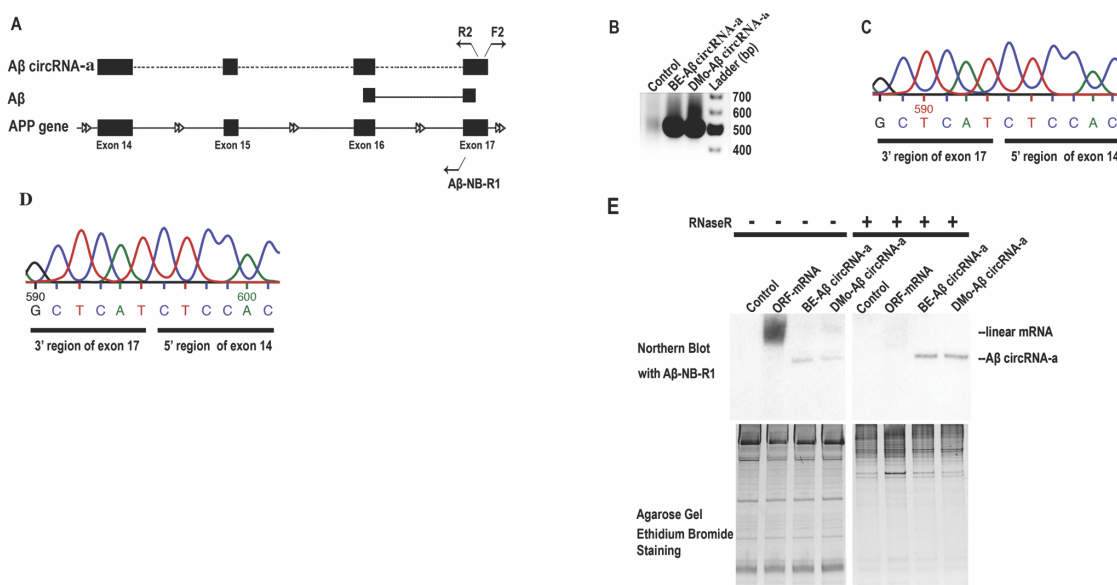 A
R2 F2
Aβ circRNA-a
Aβ
APP gene
Exon 14 Exon 15 Exon 16 Exon 17
Aβ-NB-R1
B
Control
BE-Aβ circRNA-a
DMo-Aβ circRNA-a
Ladder (bp)
700
600
500
400
C
590
G C T C A T C T C C A C
3' region of exon 17 5' region of exon 14
D
590 600
G C T C A T C T C C A C
3' region of exon 17 5' region of exon 14
E
RNaseR - - - - + + + +
Control
ORF-mRNA
BE-Aβ circRNA-a
DMo-Aβ circRNA-a
Control
ORF-mRNA
BE-Aβ circRNA-a
DMo-Aβ circRNA-a
--linear mRNA
--Aβ circRNA-a
Northern Blot
with Aβ-NB-R1
Agarose Gel
Ethidium Bromide
Staining